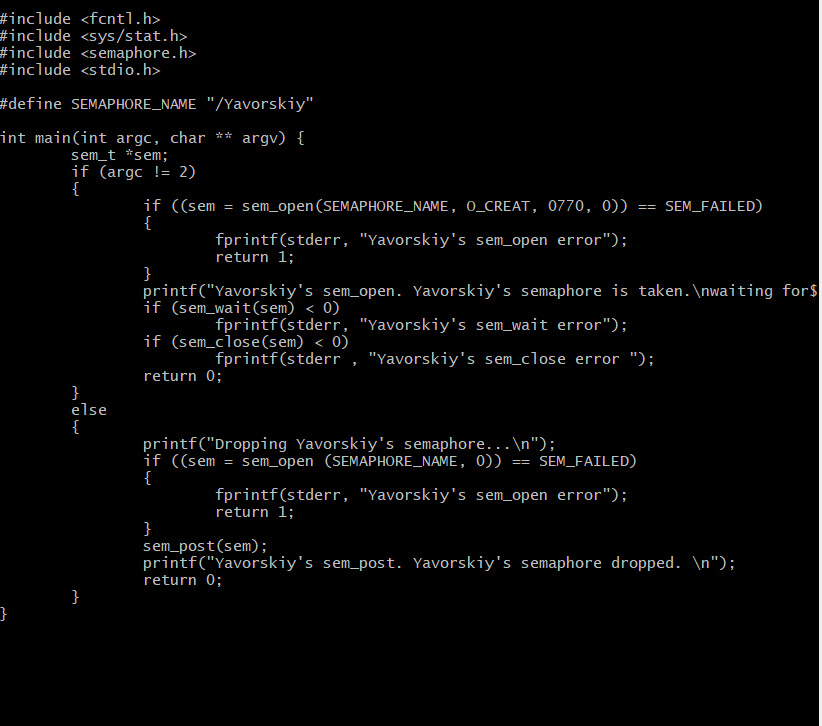 #include <fcntl.h>
#include <sys/stat.h>
#include <semaphore.h>
#include <stdio.h>
#define SEMAPHORE_NAME "/Yavorskiy"
int main(int argc, char ** argv) {
sem_t *sem;
if (argc != 2)
{
if ((sem = sem_open(SEMAPHORE_NAME, O_CREAT, 0770, 0)) == SEM_FAILED)
{
fprintf(stderr, "Yavorskiy's sem_open error");
return 1;
}
printf("Yavorskiy's sem_open. Yavorskiy's semaphore is taken.\nwaiting for$
if (sem_wait(sem) < 0)
fprintf(stderr, "Yavorskiy's sem_wait error");
if (sem_close(sem) < 0)
fprintf(stderr , "Yavorskiy's sem_close error ");
return 0;
}
else
{
printf("Dropping Yavorskiy's semaphore...\n");
if ((sem = sem_open (SEMAPHORE_NAME, 0)) == SEM_FAILED)
{
fprintf(stderr, "Yavorskiy's sem_open error");
return 1;
}
sem_post(sem);
printf("Yavorskiy's sem_post. Yavorskiy's semaphore dropped. \n");
return 0;
}
}